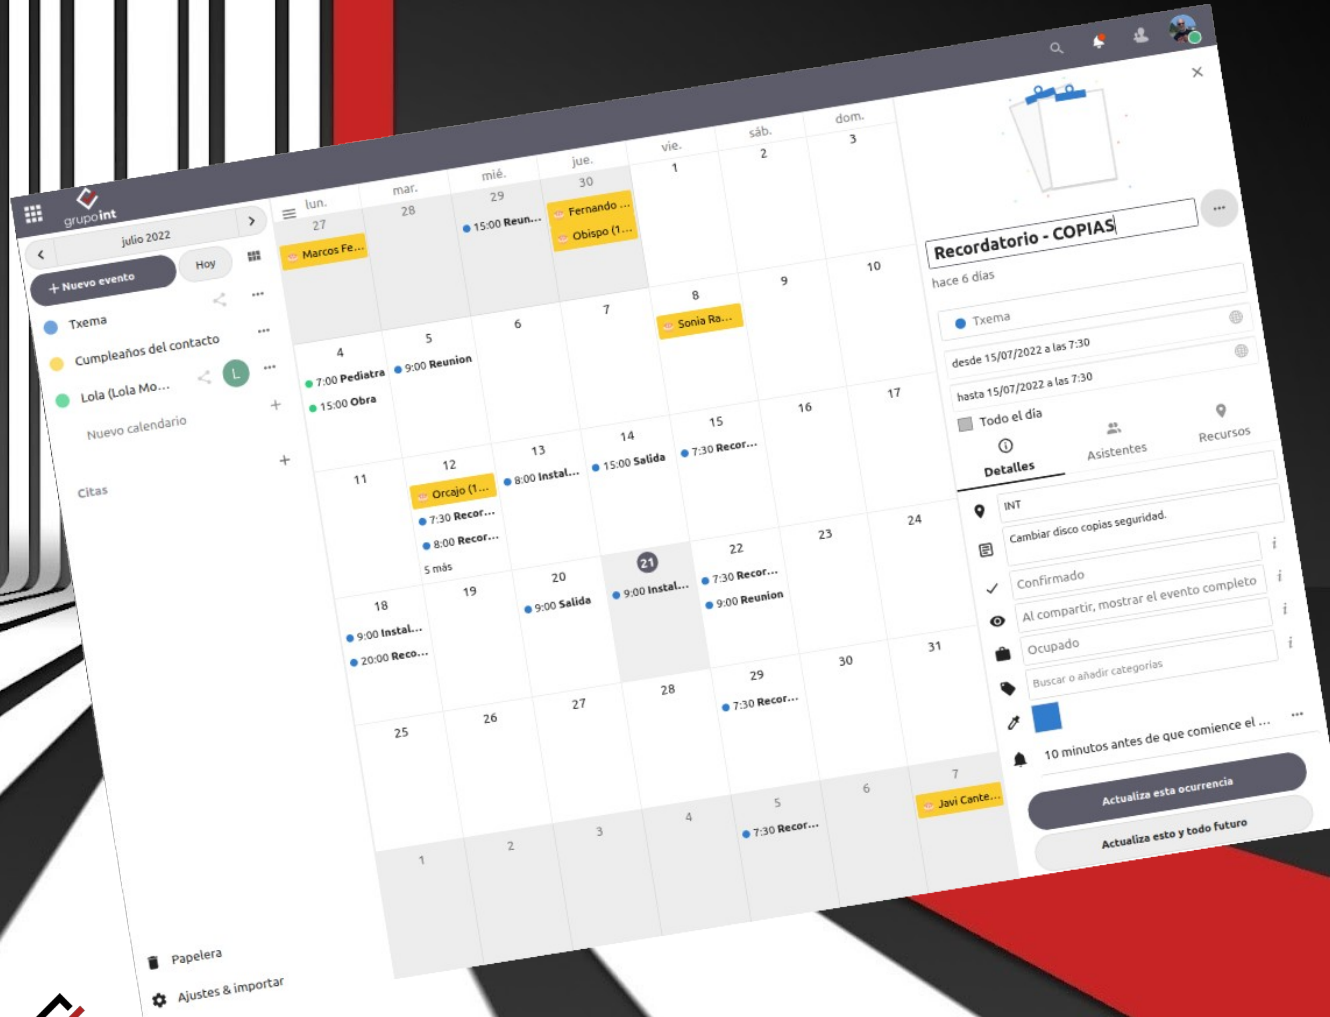 grupoint
julio 2022
+ Nuevo evento
Hoy
Txema
Cumpleaños del contacto
Lola (Lola Mo...
L
Nuevo calendario
Citas
Papelera
Ajustes & importar
lun. mar. mié. jue. vie. sáb. dom.
27 28 29 30 1 2 3
Marcos Fe...
15:00 Reun...
Fernando ...
Obispo (1...
4 5 6 7 8 9 10
7:00 Pediatra
15:00 Obra
9:00 Reunion
Sonia Ra...
11 12 13 14 15 16 17
Orcajo (1...
7:30 Recor...
8:00 Recor...
5 más
8:00 Instal...
15:00 Salida
7:30 Recor...
18 19 20 21 22 23 24
9:00 Instal...
20:00 Reco...
9:00 Salida
9:00 Instal...
7:30 Recor...
9:00 Reunion
25 26 27 28 29 30 31
7:30 Recor...
1 2 3 4 5 6 7
7:30 Recor...
Javi Cante...
Recordatorio - COPIAS
hace 6 días
Txema
desde 15/07/2022 a las 7:30
hasta 15/07/2022 a las 7:30
Todo el día
Detalles Asistentes Recursos
INT
Cambiar disco copias seguridad.
Confirmado
Al compartir, mostrar el evento completo
Ocupado
Buscar o añadir categorías
10 minutos antes de que comience el ...
Actualiza esta ocurrencia
Actualiza esto y todo futuro